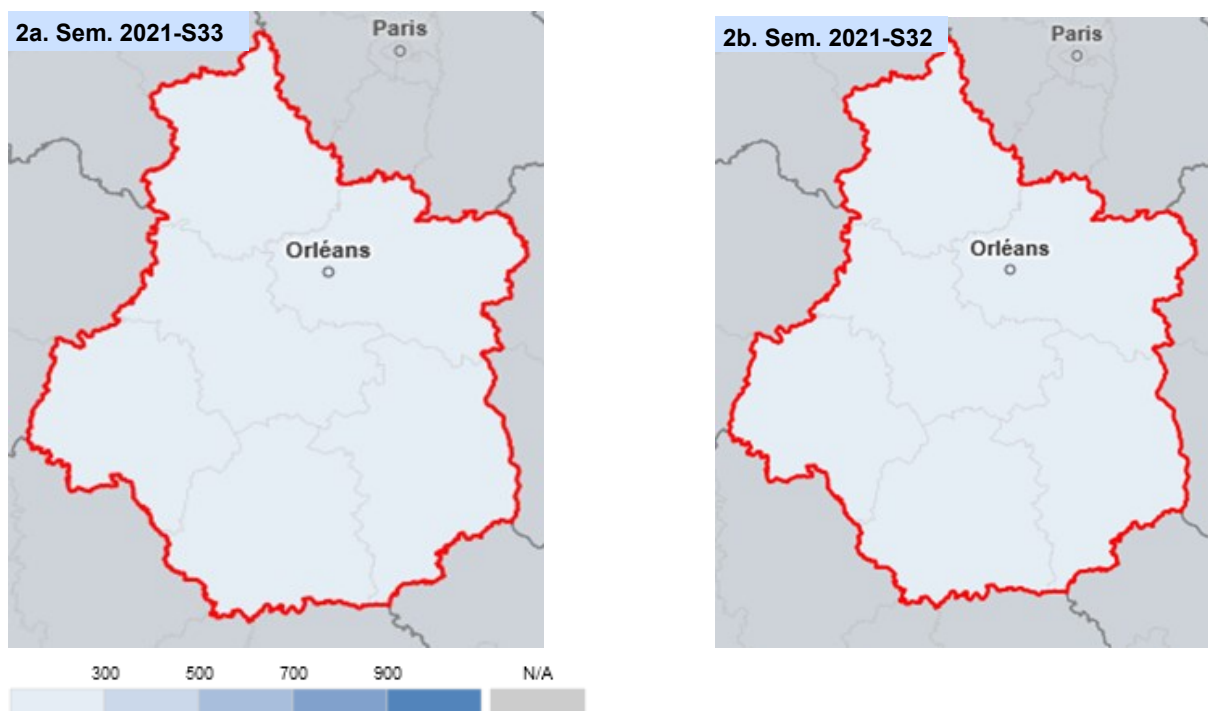 2a. Sem. 2021-S33
Paris
Orléans
2b. Sem. 2021-S32
Paris
Orléans
300 500 700 900 N/A